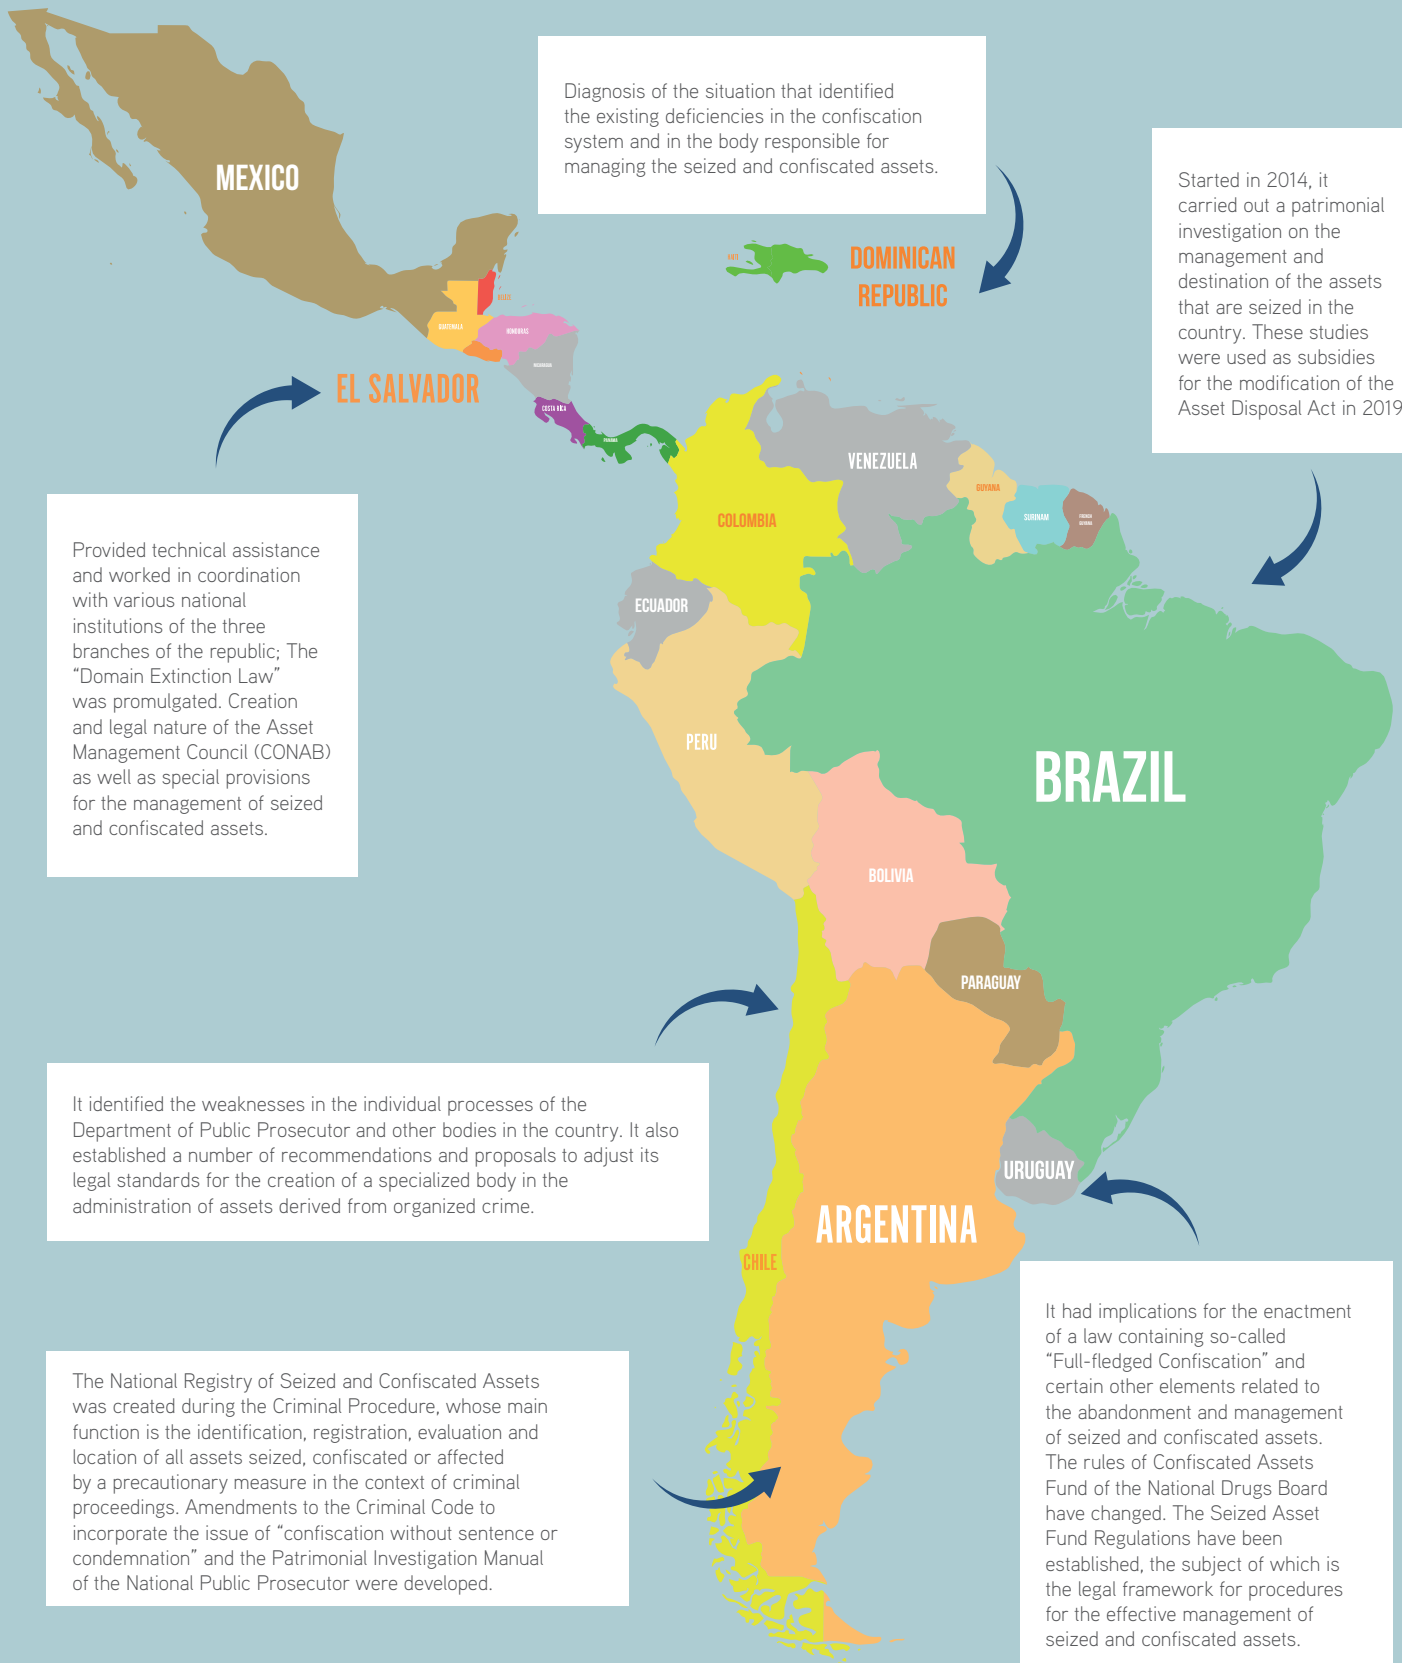 Diagnosis of the situation that identified
the existing deficiencies in the confiscation
system and in the body responsible for
managing the seized and confiscated assets.
MEXICO
Started in 2014, it
carried out a patrimonial
investigation on the
management and
destination of the assets
that are seized in the
country. These studies
were used as subsidies
for the modification of the
Asset Disposal Act in 2019
HAITI
DOMINICAN
REPUBLIC
BELICE
GUATEMALA
HONDURAS
NICARAGUA
EL SALVADOR
COSTA RICA
PANAMA
VENEZUELA
GUYANA
SURINAM
FRENCH
GUYANA
COLOMBIA
ECUADOR
Provided technical assistance
and worked in coordination
with various national
institutions of the three
branches of the republic; The
“Domain Extinction Law”
was promulgated. Creation
and legal nature of the Asset
Management Council (CONAB)
as well as special provisions
for the management of seized
and confiscated assets.
PERU
BRAZIL
BOLIVIA
PARAGUAY
It identified the weaknesses in the individual processes of the
Department of Public Prosecutor and other bodies in the country. It also
established a number of recommendations and proposals to adjust its
legal standards for the creation of a specialized body in the
administration of assets derived from organized crime.
URUGUAY
ARGENTINA
CHILE
It had implications for the enactment
of a law containing so-called
“Full-fledged Confiscation” and
certain other elements related to
the abandonment and management
of seized and confiscated assets.
The rules of Confiscated Assets
Fund of the National Drugs Board
have changed. The Seized Asset
Fund Regulations have been
established, the subject of which is
the legal framework for procedures
for the effective management of
seized and confiscated assets.
The National Registry of Seized and Confiscated Assets
was created during the Criminal Procedure, whose main
function is the identification, registration, evaluation and
location of all assets seized, confiscated or affected
by a precautionary measure in the context of criminal
proceedings. Amendments to the Criminal Code to
incorporate the issue of “confiscation without sentence or
condemnation” and the Patrimonial Investigation Manual
of the National Public Prosecutor were developed.